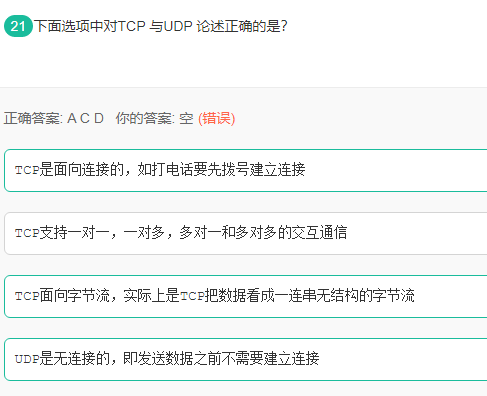 21 下面选项中对TCP 与UDP 论述正确的是?
正确答案: A C D 你的答案: 空 (错误)
TCP是面向连接的，如打电话要先拨号建立连接
TCP支持一对一，一对多，多对一和多对多的交互通信
TCP面向字节流，实际上是TCP把数据看成一连串无结构的字节流
UDP是无连接的，即发送数据之前不需要建立连接